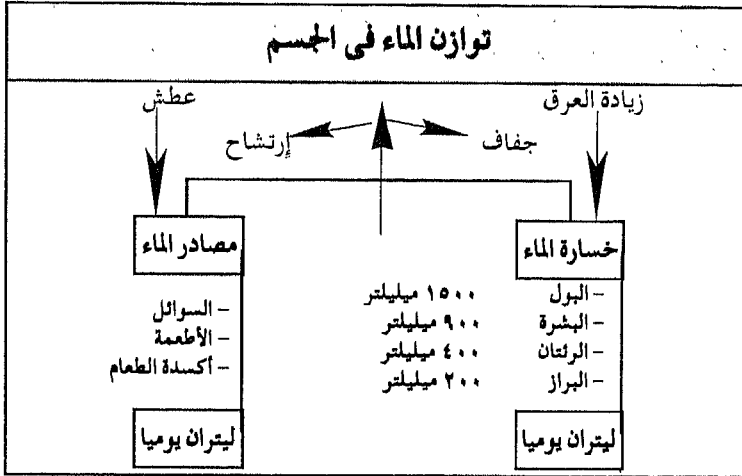 توازن الماء فى الجسم
زيادة العرق
عطش
جفاف
إرتشاح
خسارة الماء
– البول ١٥٠٠ ميليلتر
– البشرة ٩٠٠ ميليلتر
– الرئتان ٤٠٠ ميليلتر
– البراز ٢٠٠ ميليلتر
ليتران يوميا
مصادر الماء
– السوائل
– الأطعمة
– أكسدة الطعام
ليتران يوميا